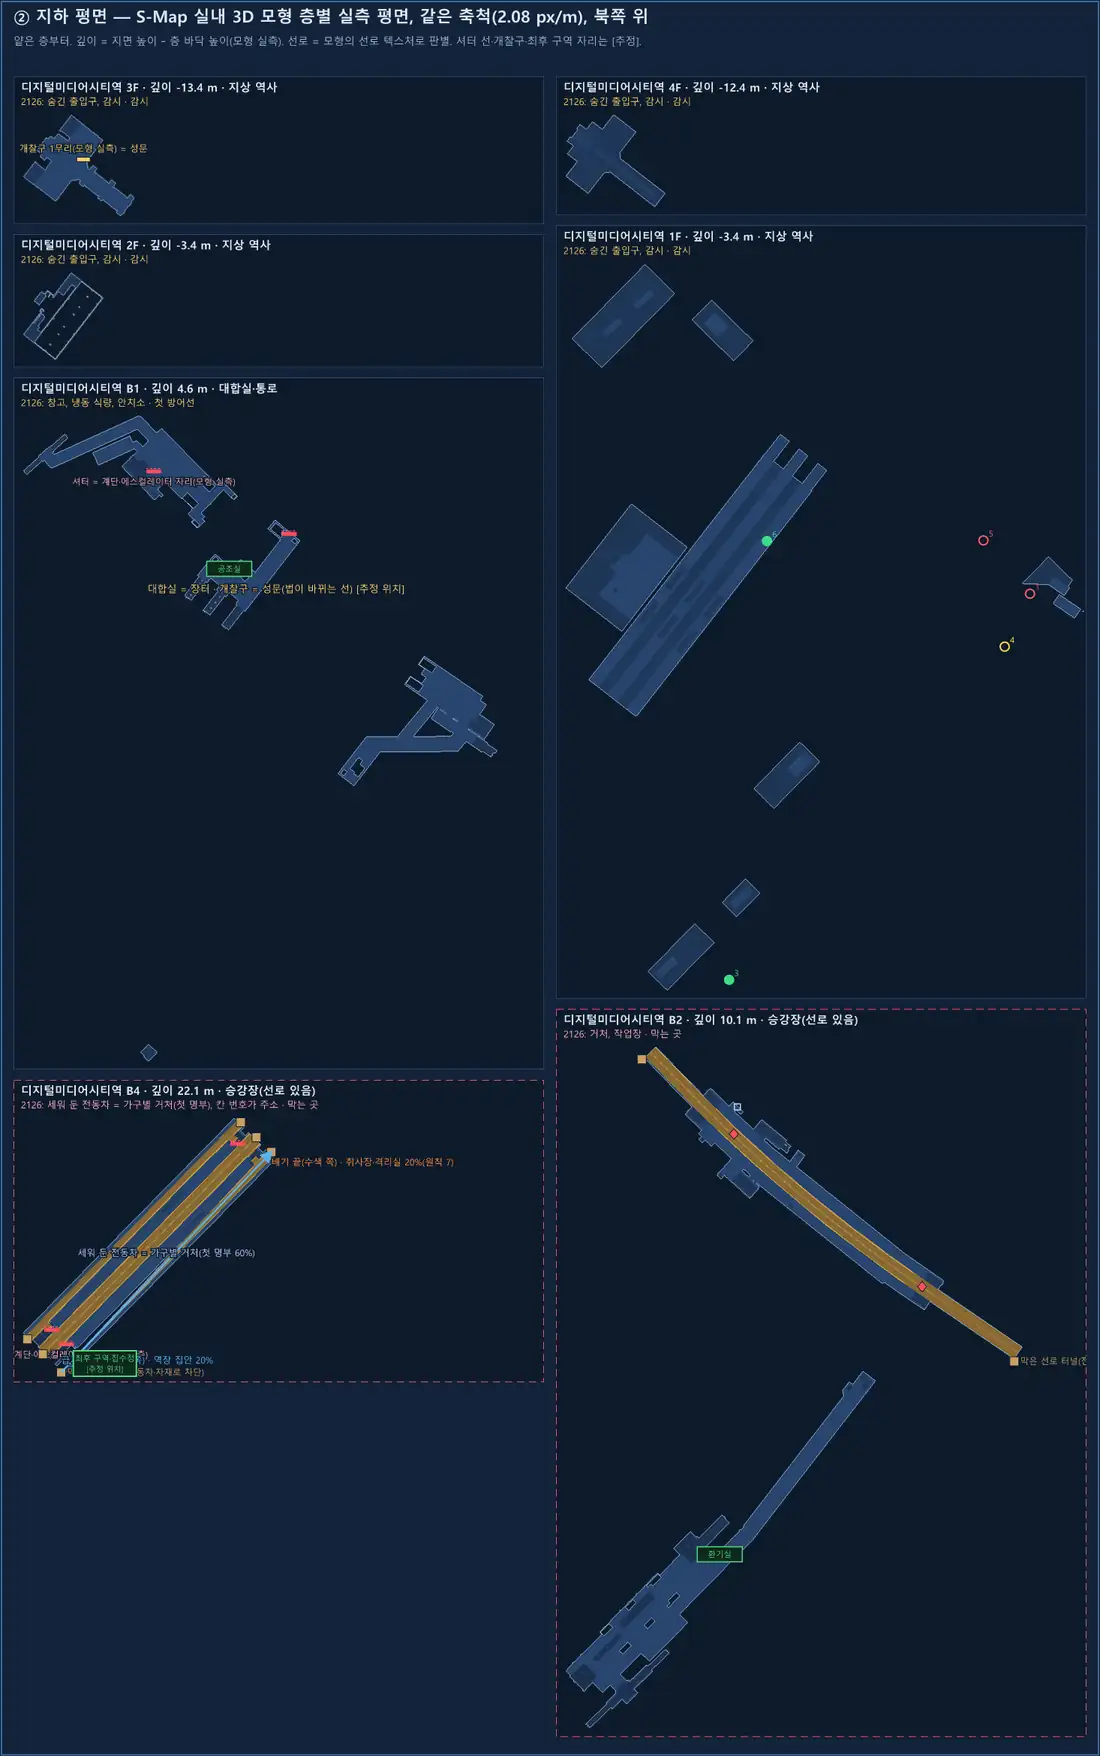 ② 지하 평면 — S-Map 실내 3D 모형 층별 실측 평면, 같은 축척(2.08 px/m), 북쪽 위
얕은 층부터. 깊이 = 지면 높이 − 층 바닥 높이(모형 실측). 선로 = 모형의 선로 텍스처로 판별. 셔터 선·개찰구·최후 구역 자리는 [추정].
디지털미디어시티역 3F · 깊이 -13.4 m · 지상 역사
2126: 숨긴 출입구, 감시 · 감시
개찰구 1무리(모형 실측) = 성문
디지털미디어시티역 4F · 깊이 -12.4 m · 지상 역사
2126: 숨긴 출입구, 감시 · 감시
디지털미디어시티역 2F · 깊이 -3.4 m · 지상 역사
2126: 숨긴 출입구, 감시 · 감시
디지털미디어시티역 1F · 깊이 -3.4 m · 지상 역사
2126: 숨긴 출입구, 감시 · 감시
6
5
1
4
3
디지털미디어시티역 B1 · 깊이 4.6 m · 대합실·통로
2126: 창고, 냉동 식량, 안치소 · 첫 방어선
셔터 = 계단·에스컬레이터 자리(모형 실측)
공조실
대합실 = 장터 · 개찰구 = 성문(법이 바뀌는 선) [추정 위치]
디지털미디어시티역 B2 · 깊이 10.1 m · 승강장(선로 있음)
2126: 거처, 작업장 · 막는 곳
막은 선로 터널(전
환기실
디지털미디어시티역 B4 · 깊이 22.1 m · 승강장(선로 있음)
2126: 세워 둔 전동차 = 가구별 거처(첫 명부), 칸 번호가 주소 · 막는 곳
배기 끝(수색 쪽) · 취사장·격리실 20%(원칙 7)
세워 둔 전동차 = 가구별 거처(첫 명부 60%)
계단·에스컬레이
· 역장 집안 20%
최후 구역·집수정
[추정 위치]
동차·자재로 차단)